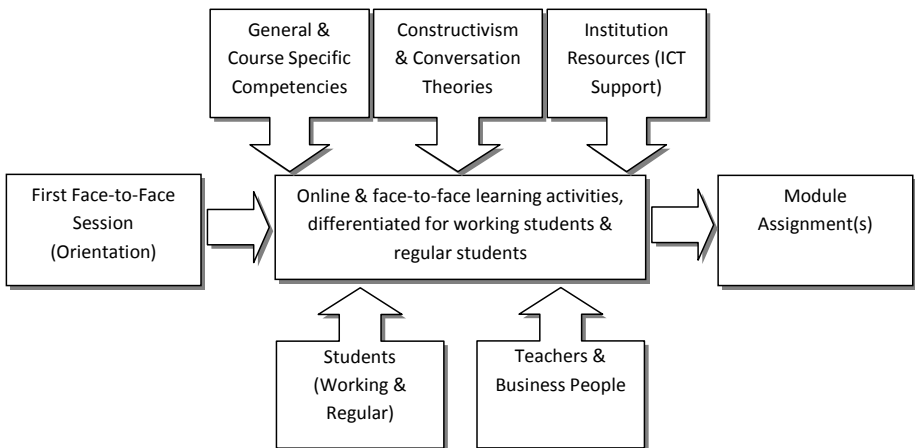 General &
Course Specific
Competencies
Constructivism
& Conversation
Theories
Institution
Resources (ICT
Support)
First Face-to-Face
Session
(Orientation)
Online & face-to-face learning activities,
differentiated for working students &
regular students
Module
Assignment(s)
Students
(Working &
Regular)
Teachers &
Business People